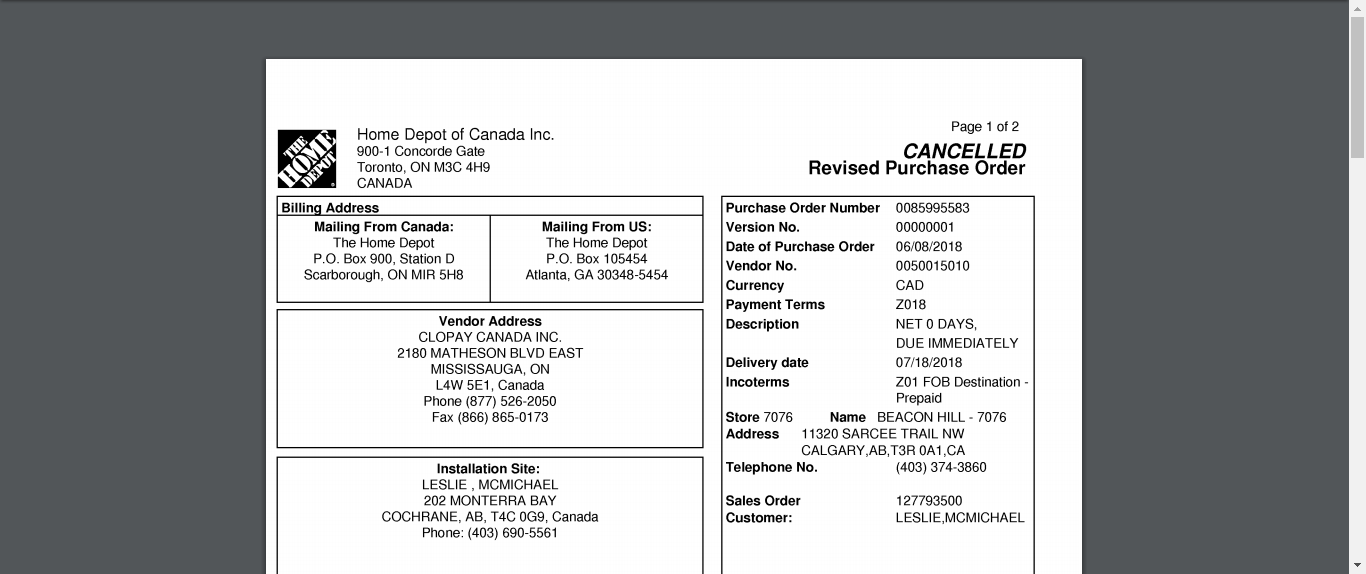 THE
HOME
DEPOT
Home Depot of Canada Inc.
900-1 Concorde Gate
Toronto, ON M3C 4H9
CANADA
Page 1 of 2
CANCELLED
Revised Purchase Order
Billing Address
Mailing From Canada:
The Home Depot
P.O. Box 900, Station D
Scarborough, ON MIR 5H8
Mailing From US:
The Home Depot
P.O. Box 105454
Atlanta, GA 30348-5454
Vendor Address
CLOPAY CANADA INC.
2180 MATHESON BLVD EAST
MISSISSAUGA, ON
L4W 5E1, Canada
Phone (877) 526-2050
Fax (866) 865-0173
Installation Site:
LESLIE , MCMICHAEL
202 MONTERRA BAY
COCHRANE, AB, T4C 0G9, Canada
Phone: (403) 690-5561
Purchase Order Number 0085995583
Version No. 00000001
Date of Purchase Order 06/08/2018
Vendor No. 0050015010
Currency CAD
Payment Terms Z018
Description NET 0 DAYS,
DUE IMMEDIATELY
Delivery date 07/18/2018
Incoterms Z01 FOB Destination -
Prepaid
Store 7076 Name BEACON HILL - 7076
Address 11320 SARCEE TRAIL NW
CALGARY,AB,T3R 0A1,CA
Telephone No. (403) 374-3860
Sales Order 127793500
Customer: LESLIE,MCMICHAEL